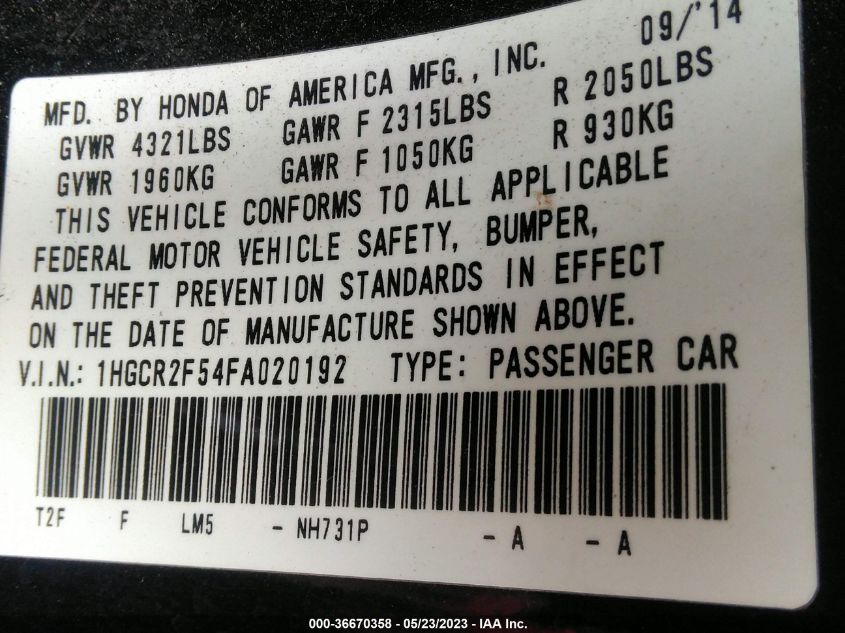 09/'14
MFD. BY HONDA OF AMERICA MFG., INC.
GVWR 4321LBS GAWR F 2315LBS R 2050LBS
GVWR 1960KG GAWR F 1050KG R 930KG
THIS VEHICLE CONFORMS TO ALL APPLICABLE
FEDERAL MOTOR VEHICLE SAFETY, BUMPER,
AND THEFT PREVENTION STANDARDS IN EFFECT
ON THE DATE OF MANUFACTURE SHOWN ABOVE.
V.I.N.: 1HGCR2F54FA020192 TYPE: PASSENGER CAR
T2F F LM5 - NH731P - A - A
000-36670358 / 05/23/2023 - IAA Inc.